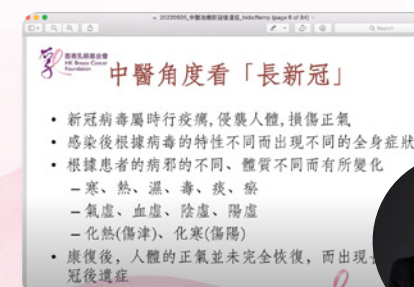 香港乳癌基金會
HK Breast Cancer
Foundation
中醫角度看「長新冠」
• 新冠病毒屬時行疫癘，侵襲人體，損傷正氣
• 感染後根據病毒的特性不同而出現不同的全身症狀
• 根據患者的病邪的不同、體質不同而有所變化
– 寒、熱、濕、毒、痰、瘀
– 氣虛、血虛、陰虛、陽虛
– 化熱(傷津)、化寒(傷陽)
• 康復後，人體的正氣並未完全恢復，而出現
冠後遺症